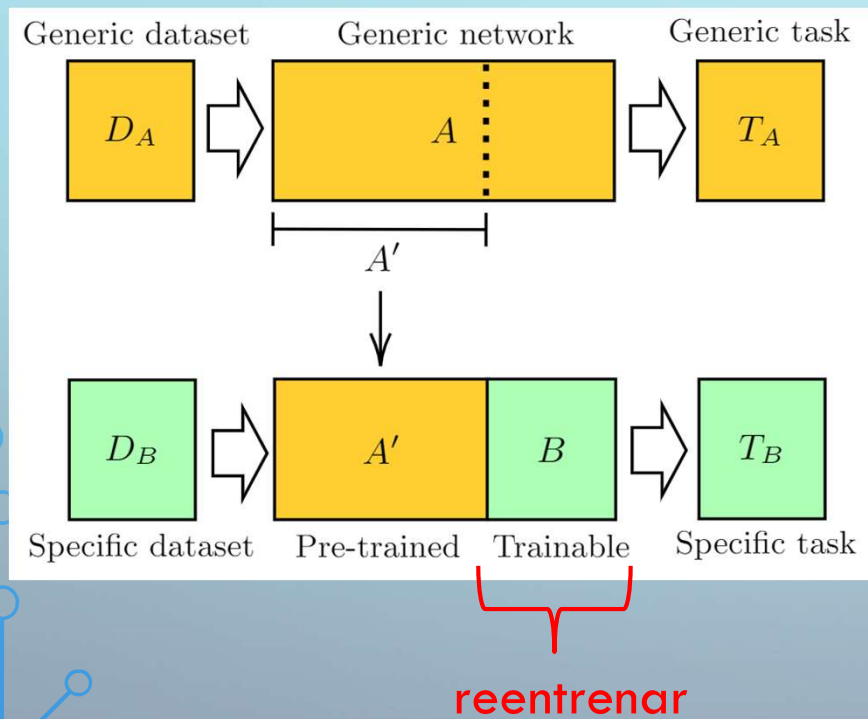 Generic dataset Generic network Generic task
D_A A T_A
A′
D_B A′ B T_B
Specific dataset Pre-trained Trainable Specific task
reentrenar